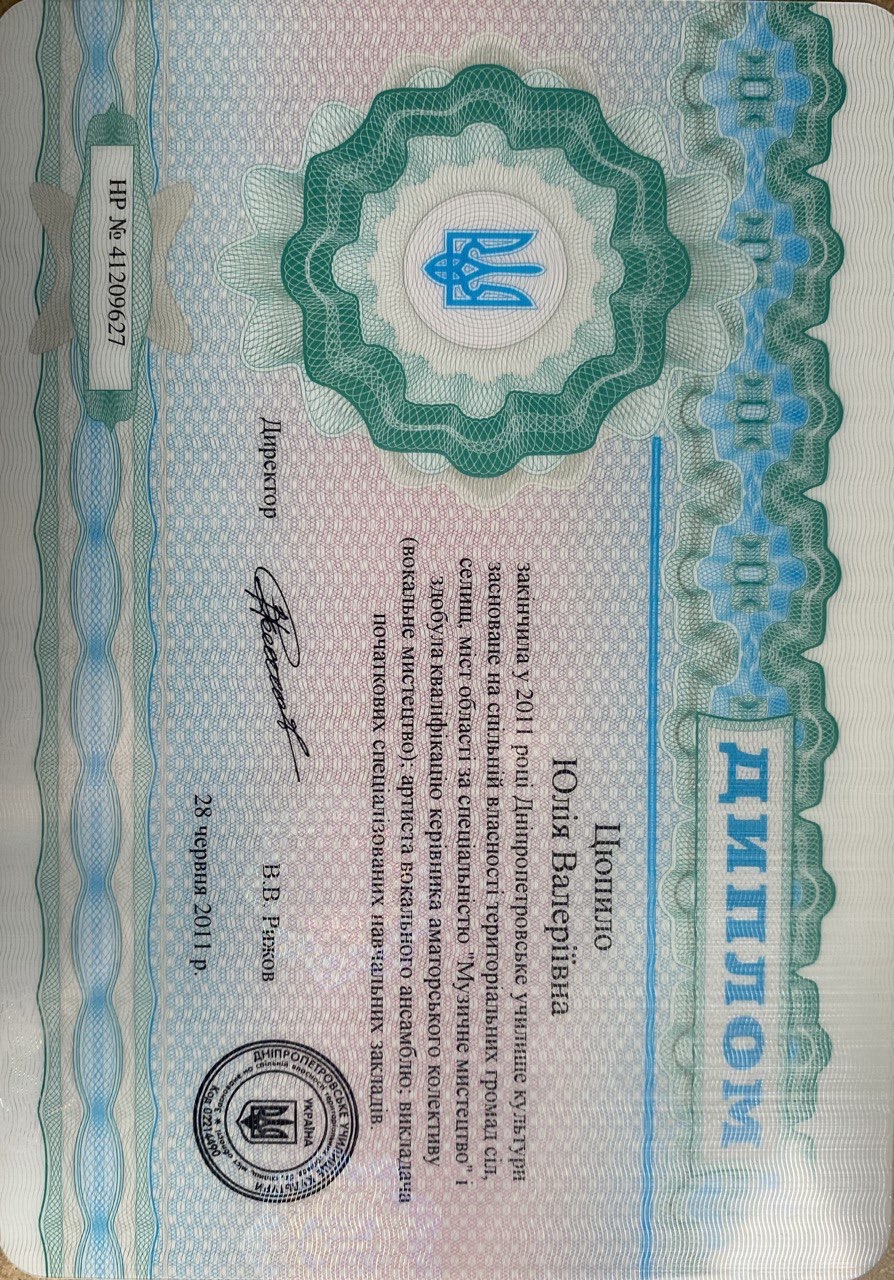 ДИПЛОМ
Цюпило
Юлія Валеріївна
закінчила у 2011 році Дніпропетровське училище культури
засноване на спільній власності територіальних громад сіл,
селищ, міст області за спеціальністю "Музичне мистецтво" і
здобула кваліфікацію керівника аматорського колективу
(вокальне мистецтво); артиста вокального ансамблю; викладача
початкових спеціалізованих навчальних закладів
Директор
В.В. Рижов
28 червня 2011 р.
НР № 41209627
ДНІПРОПЕТРОВСЬКЕ УЧИЛИЩЕ КУЛЬТУРИ
УКРАЇНА